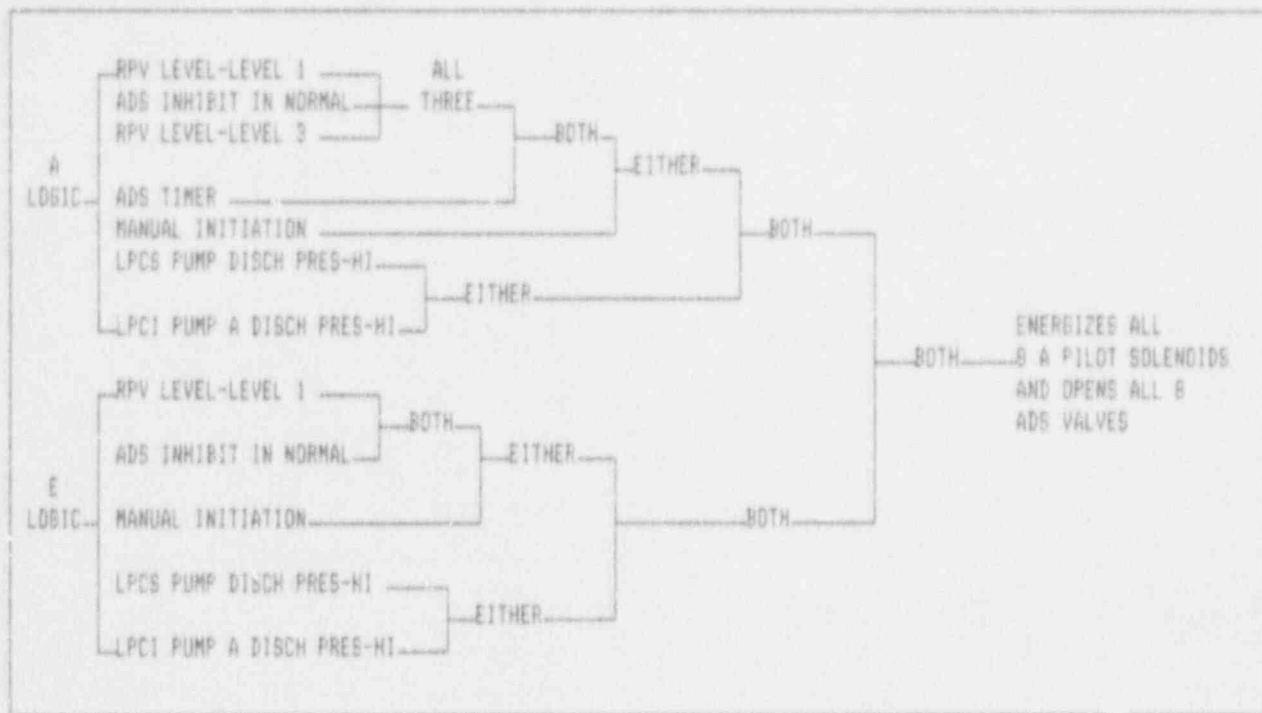 RPV LEVEL-LEVEL 1
ALL
ADS INHIBIT IN NORMAL
THREE
RPV LEVEL-LEVEL 3
BOTH
EITHER
A
LOGIC
ADS TIMER
MANUAL INITIATION
BOTH
LPCS PUMP DISCH PRES-HI
EITHER
LPCI PUMP A DISCH PRES-HI
BOTH
ENERGIZES ALL
8 A PILOT SOLENOIDS
AND OPENS ALL 8
ADS VALVES
RPV LEVEL-LEVEL 1
BOTH
ADS INHIBIT IN NORMAL
EITHER
E
LOGIC
MANUAL INITIATION
BOTH
LPCS PUMP DISCH PRES-HI
EITHER
LPCI PUMP A DISCH PRES-HI